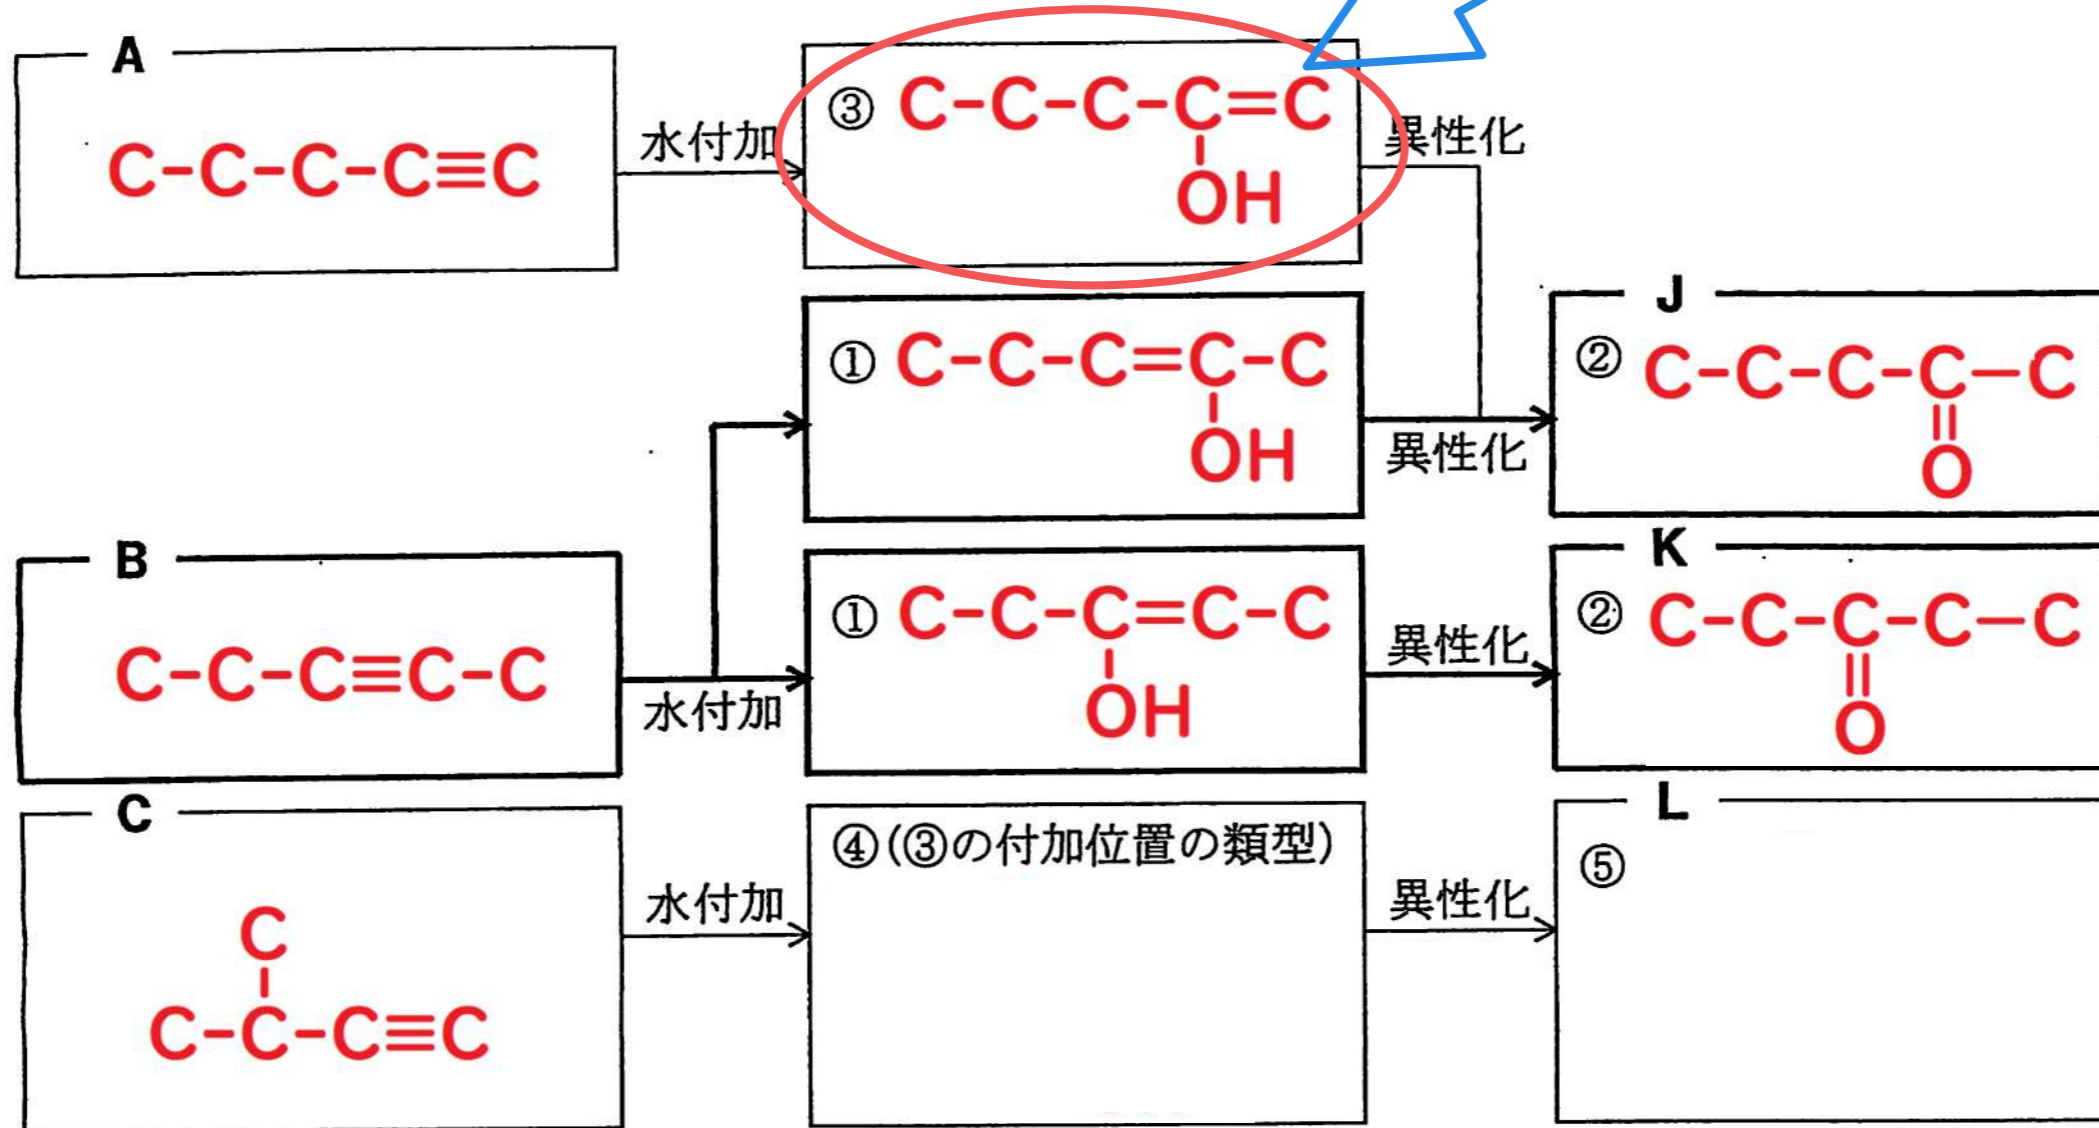 A
C-C-C-C≡C
水付加
③ C-C-C-C=C
OH
異性化
① C-C-C=C-C
OH
異性化
J
② C-C-C-C-C
O
B
C-C-C≡C-C
水付加
① C-C-C=C-C
OH
異性化
K
② C-C-C-C-C
O
C
C
C-C-C≡C
水付加
④(③の付加位置の類型)
異性化
L
⑤